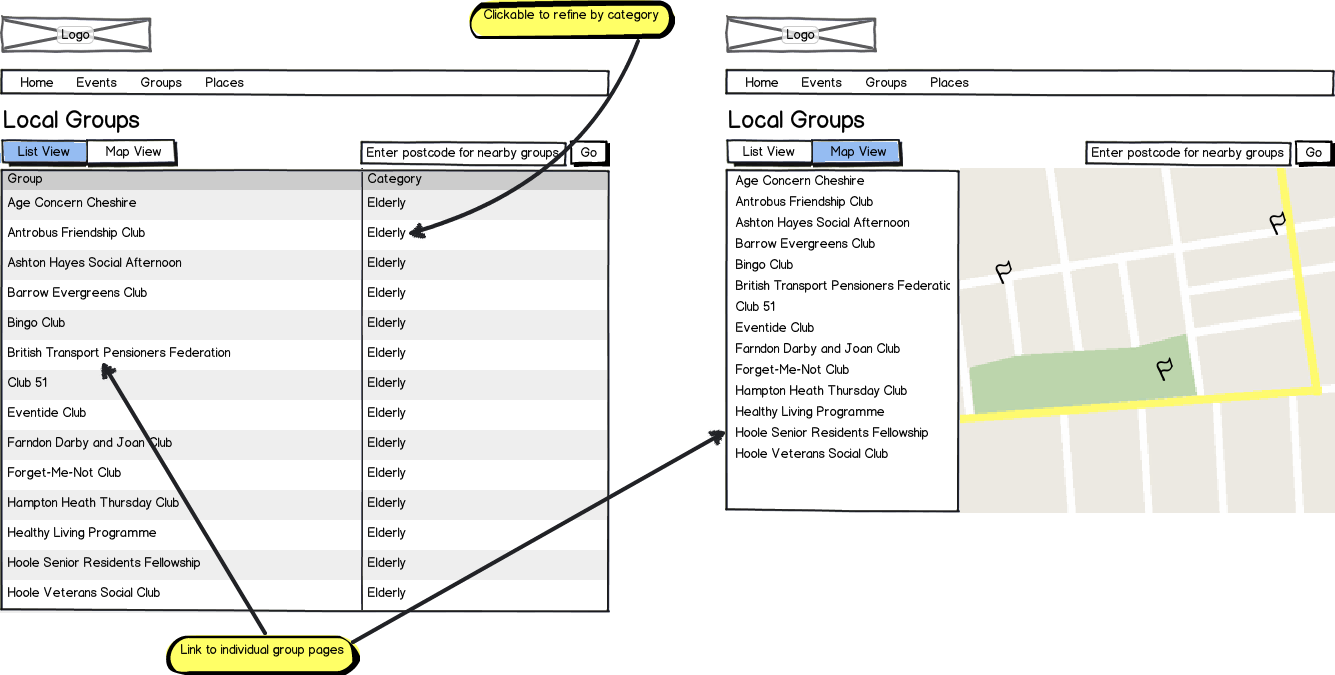 Clickable to refine by category
Logo
Home Events Groups Places
Local Groups
List View Map View Enter postcode for nearby groups Go
Group Category
Age Concern Cheshire Elderly
Antrobus Friendship Club Elderly
Ashton Hayes Social Afternoon Elderly
Barrow Evergreens Club Elderly
Bingo Club Elderly
British Transport Pensioners Federation Elderly
Club 51 Elderly
Eventide Club Elderly
Farndon Darby and Joan Club Elderly
Forget-Me-Not Club Elderly
Hampton Heath Thursday Club Elderly
Healthy Living Programme Elderly
Hoole Senior Residents Fellowship Elderly
Hoole Veterans Social Club Elderly
Link to individual group pages
Logo
Home Events Groups Places
Local Groups
List View Map View Enter postcode for nearby groups Go
Age Concern Cheshire
Antrobus Friendship Club
Ashton Hayes Social Afternoon
Barrow Evergreens Club
Bingo Club
British Transport Pensioners Federatic
Club 51
Eventide Club
Farndon Darby and Joan Club
Forget-Me-Not Club
Hampton Heath Thursday Club
Healthy Living Programme
Hoole Senior Residents Fellowship
Hoole Veterans Social Club